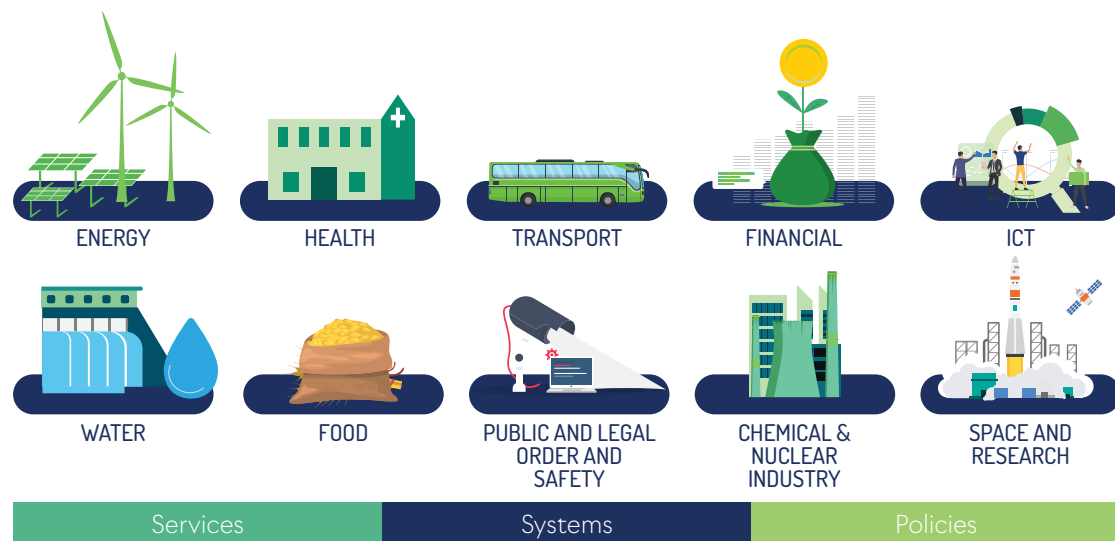 ENERGY
HEALTH
TRANSPORT
FINANCIAL
ICT
WATER
FOOD
PUBLIC AND LEGAL
ORDER AND
SAFETY
CHEMICAL &
NUCLEAR
INDUSTRY
SPACE AND
RESEARCH
Services
Systems
Policies